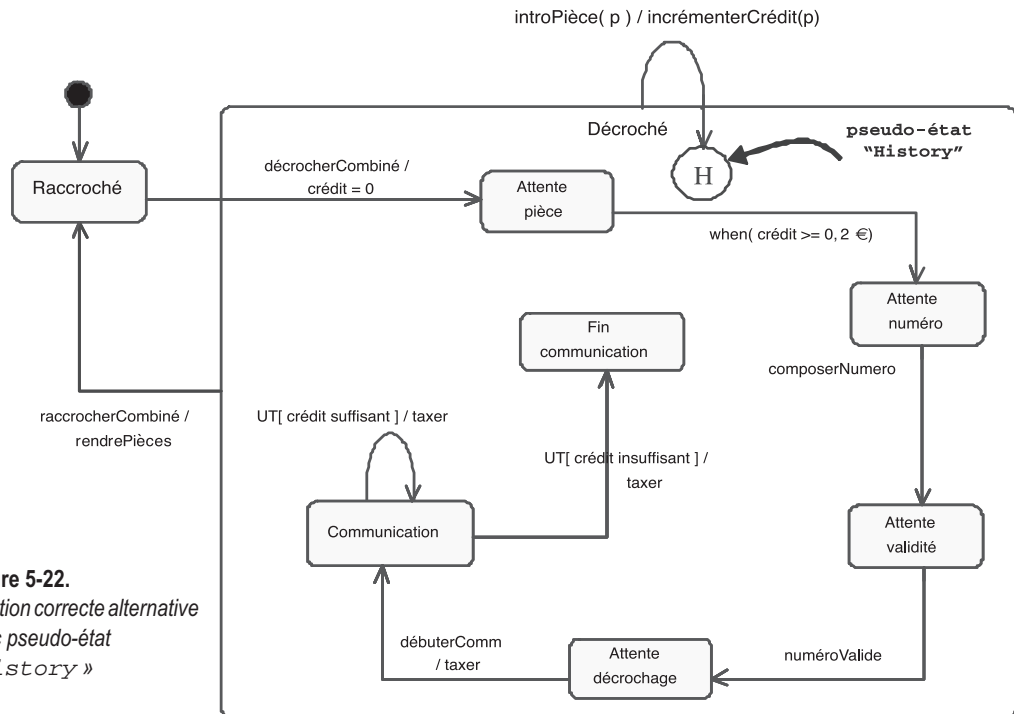 introPièce( p ) / incrémenterCrédit(p)
Décroché
pseudo-état
“History”
H
Raccroché
décrocherCombiné /
crédit = 0
Attente
pièce
when( crédit >= 0, 2 €)
Attente
numéro
Fin
communication
composerNumero
raccrocherCombiné /
rendrePièces
UT[ crédit suffisant ] / taxer
UT[ crédit insuffisant ] /
taxer
Communication
Attente
validité
re 5-22.
tion correcte alternative
pseudo-état
istory »
débuterComm
/ taxer
Attente
décrochage
numéroValide